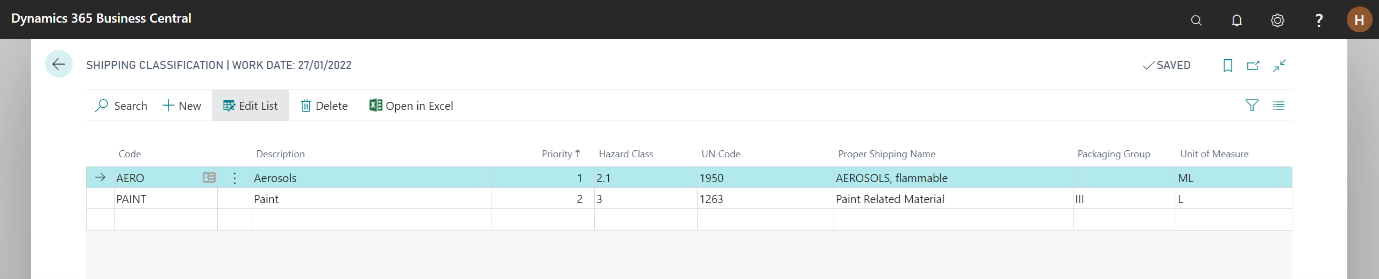 Dynamics 365 Business Central
? H
SHIPPING CLASSIFICATION | WORK DATE: 27/01/2022 SAVED
Search New Edit List Delete Open in Excel
Code Description Priority ↑ Hazard Class UN Code Proper Shipping Name Packaging Group Unit of Measure
AERO Aerosols 1 2.1 1950 AEROSOLS, flammable ML
PAINT Paint 2 3 1263 Paint Related Material III L